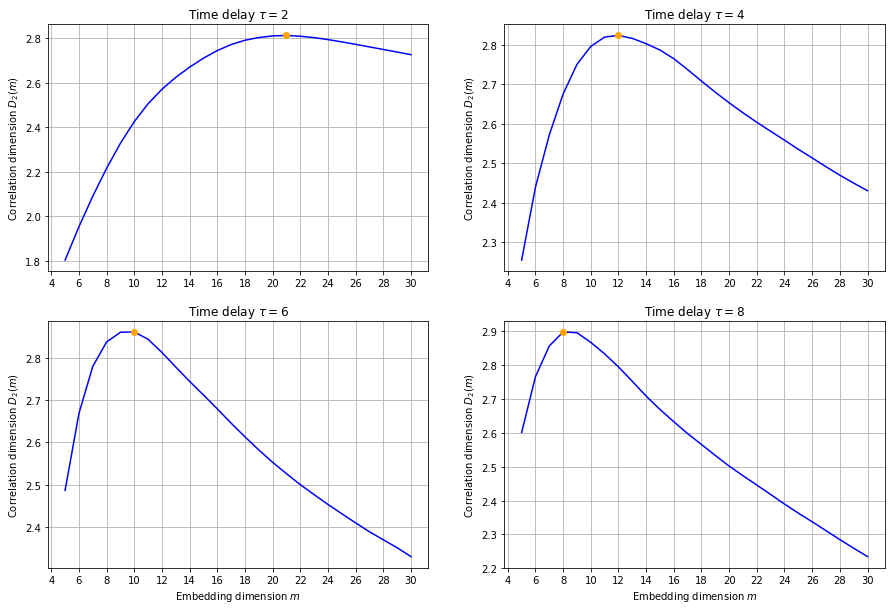 Time delay τ = 2
Correlation dimension D₂(m)
2.8
2.6
2.4
2.2
2.0
1.8
4 6 8 10 12 14 16 18 20 22 24 26 28 30
Time delay τ = 4
Correlation dimension D₂(m)
2.8
2.7
2.6
2.5
2.4
2.3
4 6 8 10 12 14 16 18 20 22 24 26 28 30
Time delay τ = 6
Correlation dimension D₂(m)
2.8
2.7
2.6
2.5
2.4
4 6 8 10 12 14 16 18 20 22 24 26 28 30
Embedding dimension m
Time delay τ = 8
Correlation dimension D₂(m)
2.9
2.8
2.7
2.6
2.5
2.4
2.3
2.2
4 6 8 10 12 14 16 18 20 22 24 26 28 30
Embedding dimension m